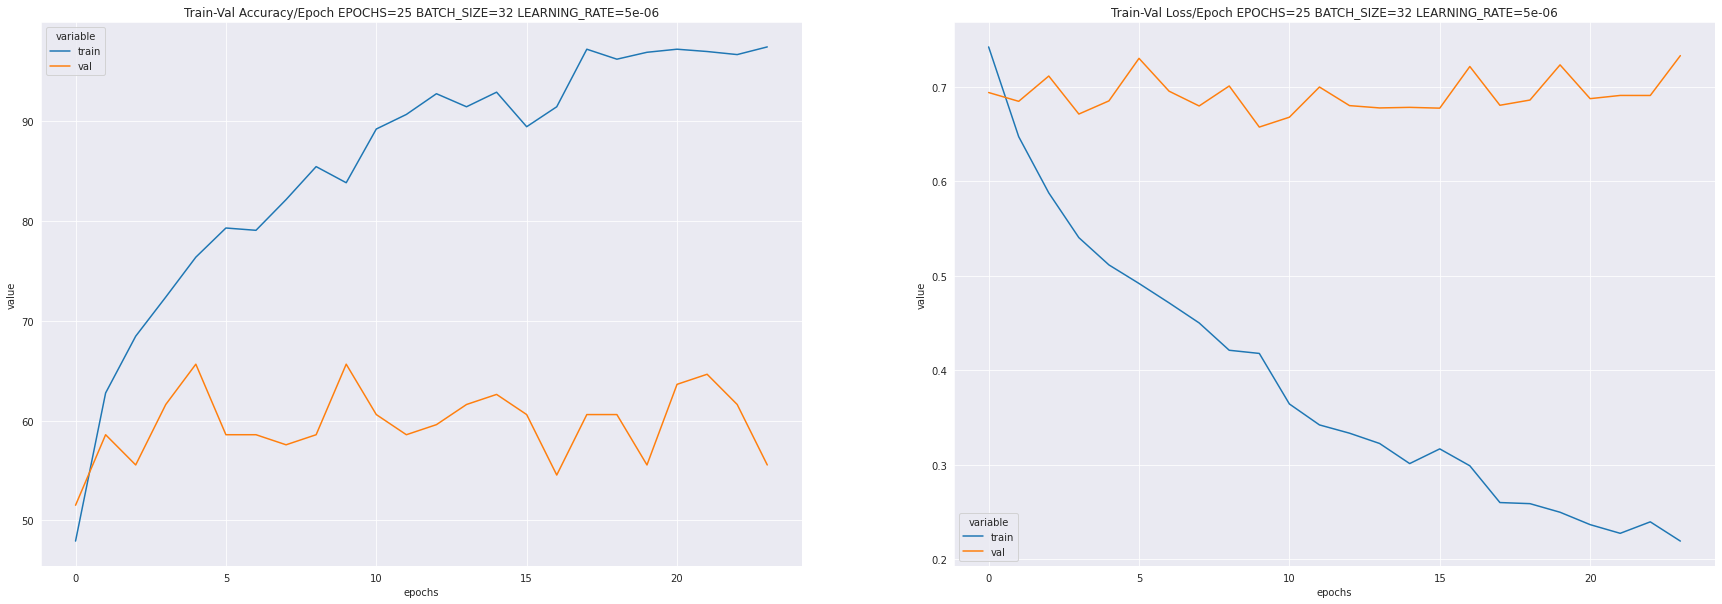 Train-Val Accuracy/Epoch EPOCHS=25 BATCH_SIZE=32 LEARNING_RATE=5e-06
variable
train
val
90
80
70
60
50
value
0 5 10 15 20
epochs
Train-Val Loss/Epoch EPOCHS=25 BATCH_SIZE=32 LEARNING_RATE=5e-06
0.7
0.6
0.5
0.4
0.3
0.2
value
variable
train
val
0 5 10 15 20
epochs